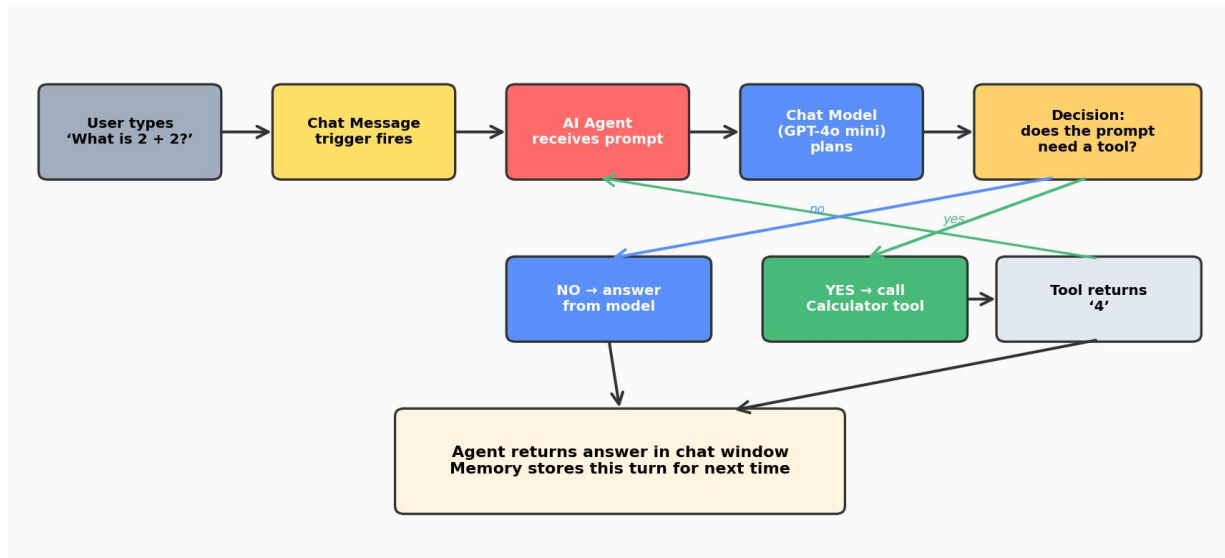 User types
‘What is 2 + 2?’
Chat Message
trigger fires
AI Agent
receives prompt
Chat Model
(GPT-4o mini)
plans
Decision:
does the prompt
need a tool?
no
yes
NO → answer
from model
YES → call
Calculator tool
Tool returns
‘4’
Agent returns answer in chat window
Memory stores this turn for next time